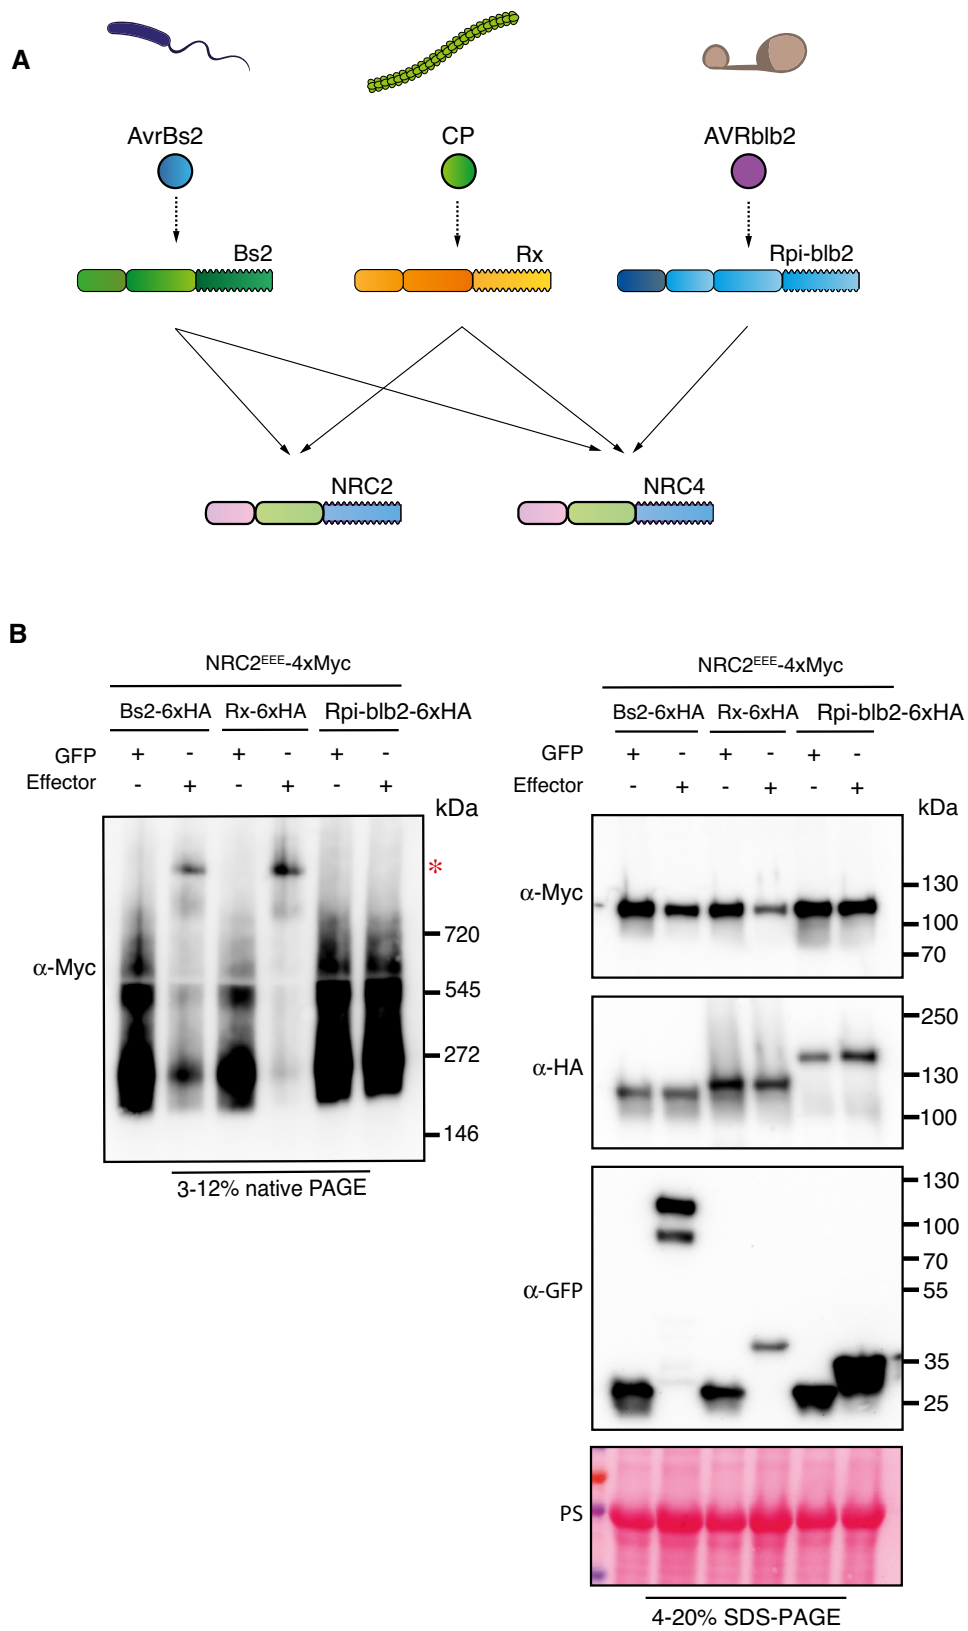 A
AvrBs2 CP AVRblb2
Bs2 Rx Rpi-blb2
NRC2 NRC4
B
NRC2EEE-4xMyc
Bs2-6xHA Rx-6xHA Rpi-blb2-6xHA
GFP + - + - + -
Effector - + - + - +
kDa
*
720
α-Myc
545
272
146
3-12% native PAGE
NRC2EEE-4xMyc
Bs2-6xHA Rx-6xHA Rpi-blb2-6xHA
GFP + - + - + -
Effector - + - + - +
kDa
α-Myc
130
100
70
250
α-HA
130
100
130
100
70
α-GFP
55
35
25
PS
4-20% SDS-PAGE